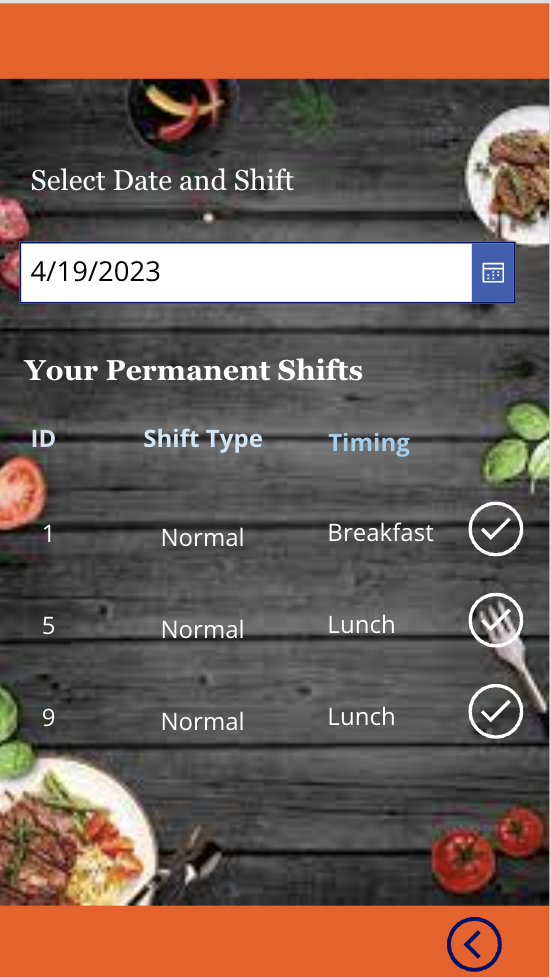 Select Date and Shift
4/19/2023
Your Permanent Shifts
ID Shift Type Timing
1 Normal Breakfast
5 Normal Lunch
9 Normal Lunch